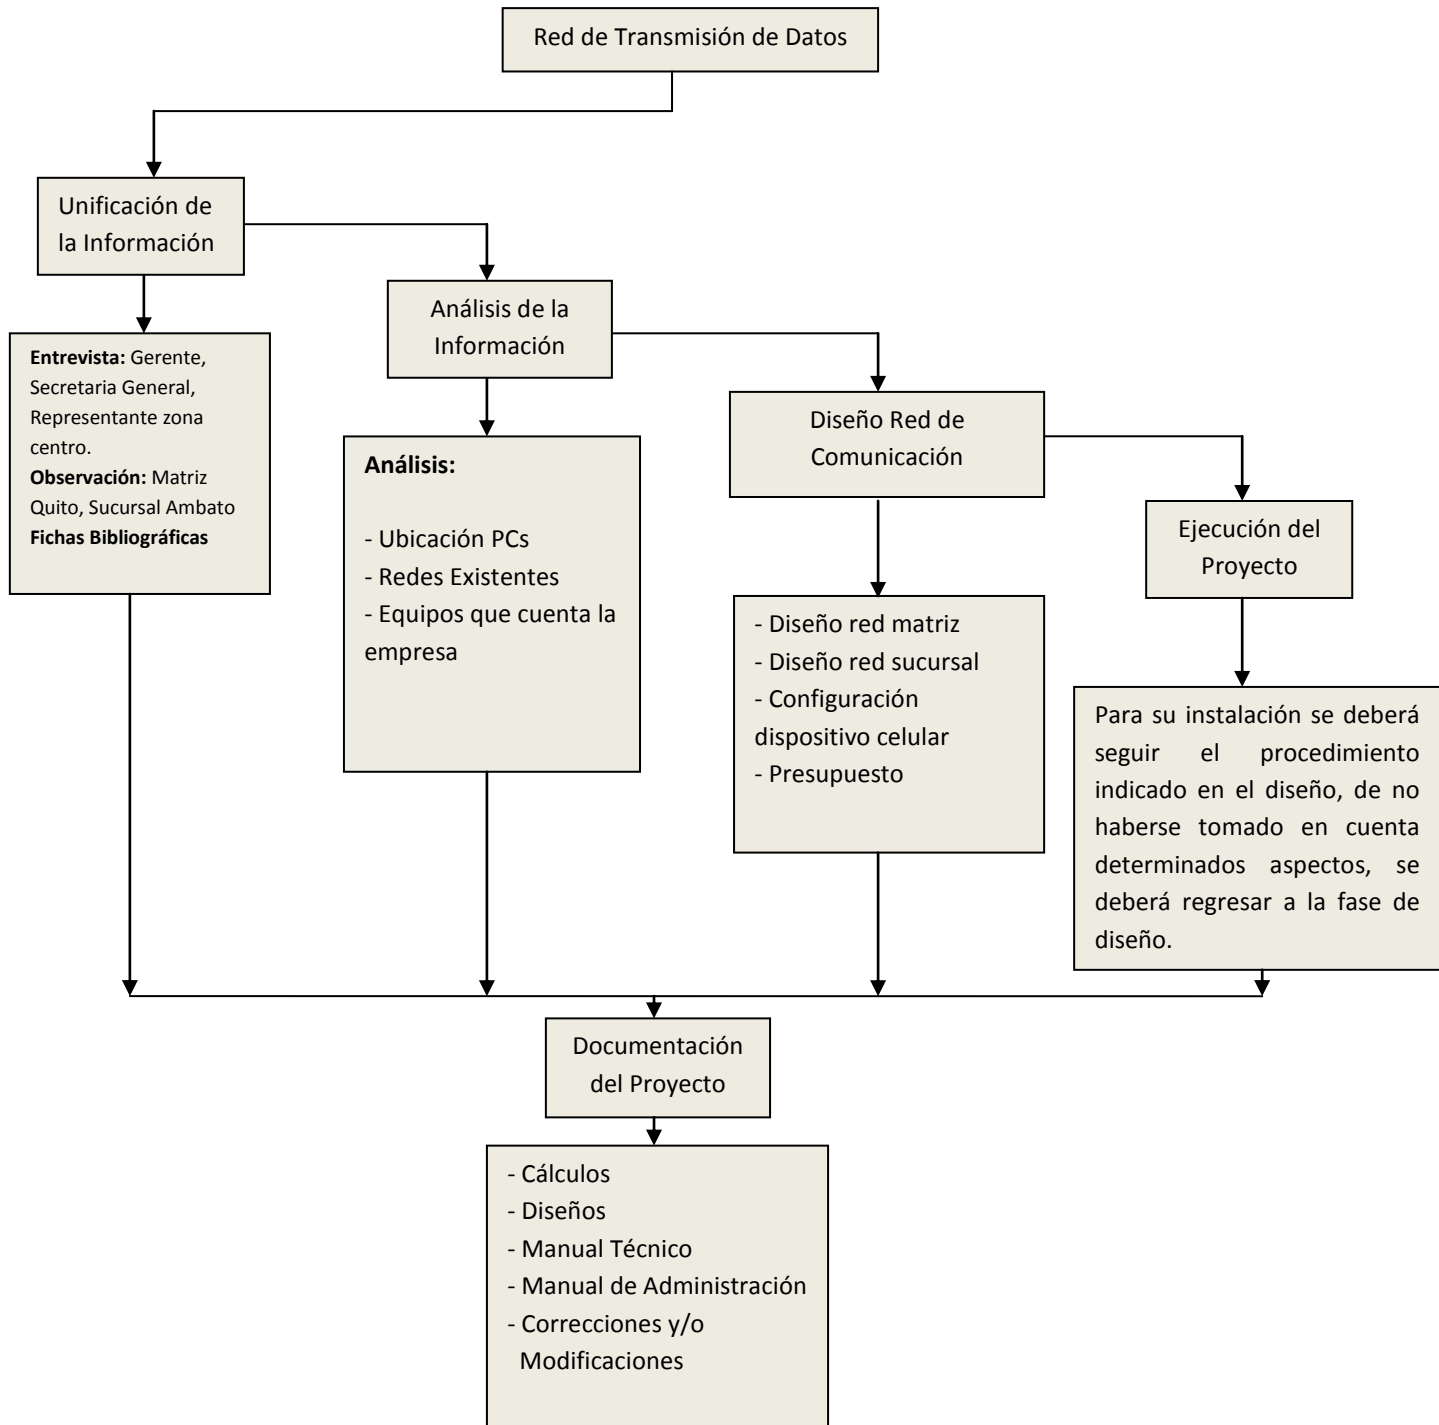 Red de Transmisión de Datos
Unificación de
la Información
Entrevista: Gerente,
Secretaria General,
Representante zona
centro.
Observación: Matriz
Quito, Sucursal Ambato
Fichas Bibliográficas
Análisis de la
Información
Análisis:
- Ubicación PCs
- Redes Existentes
- Equipos que cuenta la
empresa
Diseño Red de
Comunicación
- Diseño red matriz
- Diseño red sucursal
- Configuración
dispositivo celular
- Presupuesto
Ejecución del
Proyecto
Para su instalación se deberá
seguir el procedimiento
indicado en el diseño, de no
haberse tomado en cuenta
determinados aspectos, se
deberá regresar a la fase de
diseño.
Documentación
del Proyecto
- Cálculos
- Diseños
- Manual Técnico
- Manual de Administración
- Correcciones y/o
Modificaciones